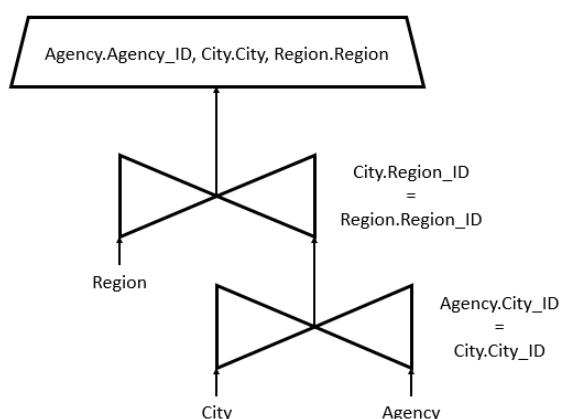 Agency.Agency_ID, City.City, Region.Region
City.Region_ID
=
Region.Region_ID
Region
Agency.City_ID
=
City.City_ID
City
Agency